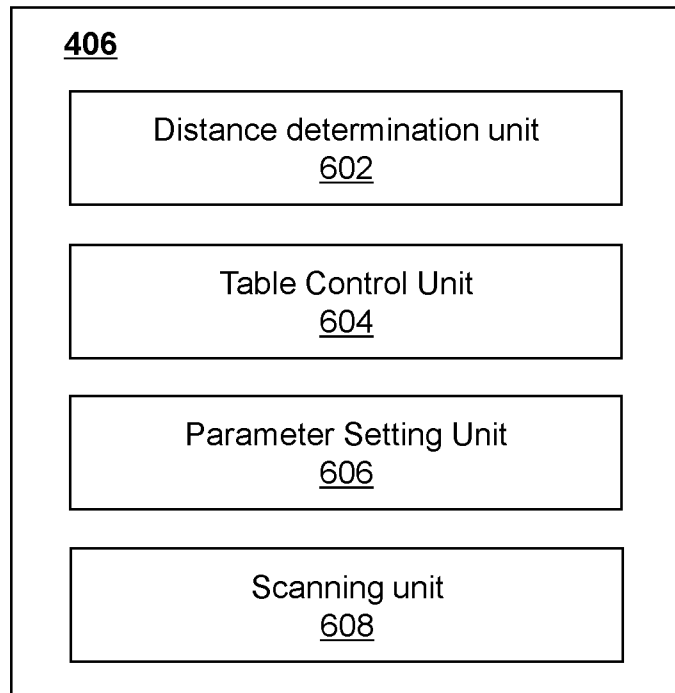 406
Distance determination unit
602
Table Control Unit
604
Parameter Setting Unit
606
Scanning unit
608